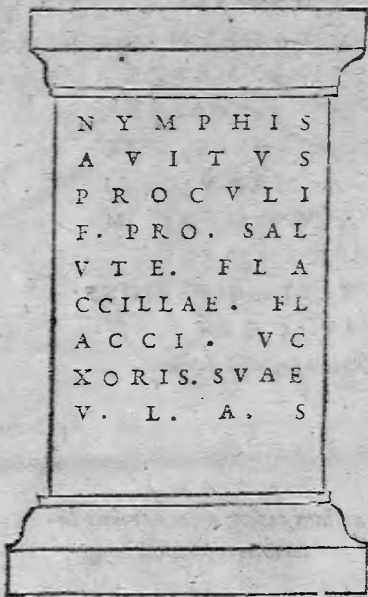 NYMPHIS
AVITVS
PROCVLI
F. PRO. SAL
VTE. FLA
CCILLAE. FL
ACCI. VC
XORIS. SVAE
V. L. A. S